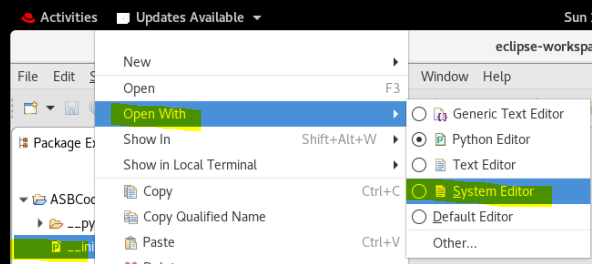 Activities
Updates Available
Sun
eclipse-workspa
File Edit
Window Help
New
Open F3
Open With
Show In Shift+Alt+W
Show in Local Terminal
Copy Ctrl+C
Copy Qualified Name
Paste Ctrl+V
Generic Text Editor
Python Editor
Text Editor
System Editor
Default Editor
Other...
Package Ex
ASBCod
__py
__ini